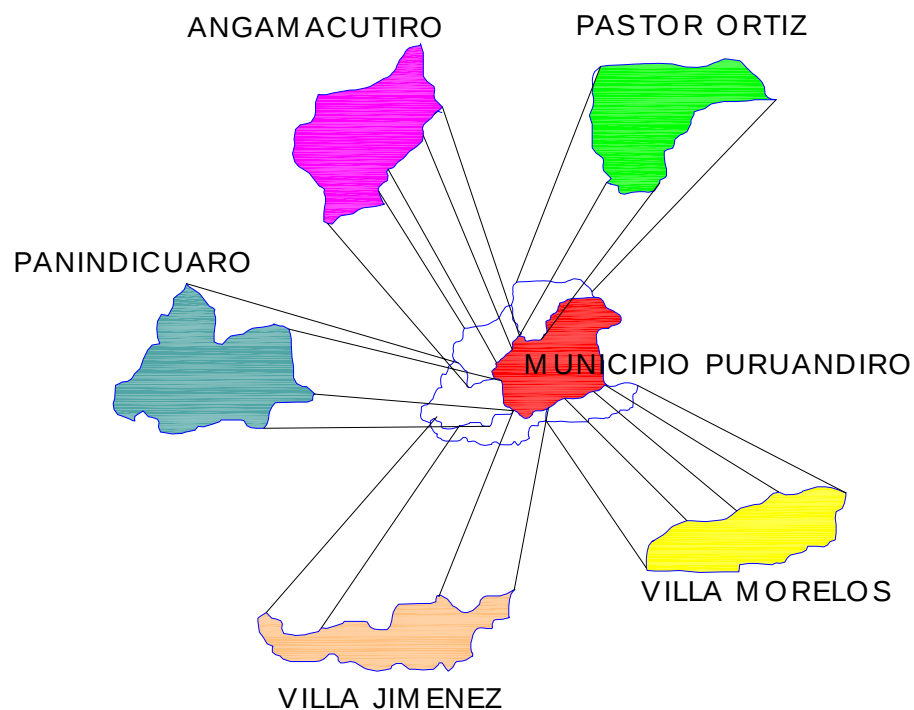 ANGAMACUTIRO
PASTOR ORTIZ
PANINDICUARO
MUNICIPIO PURUANDIRO
VILLA MORELOS
VILLA JIMENEZ